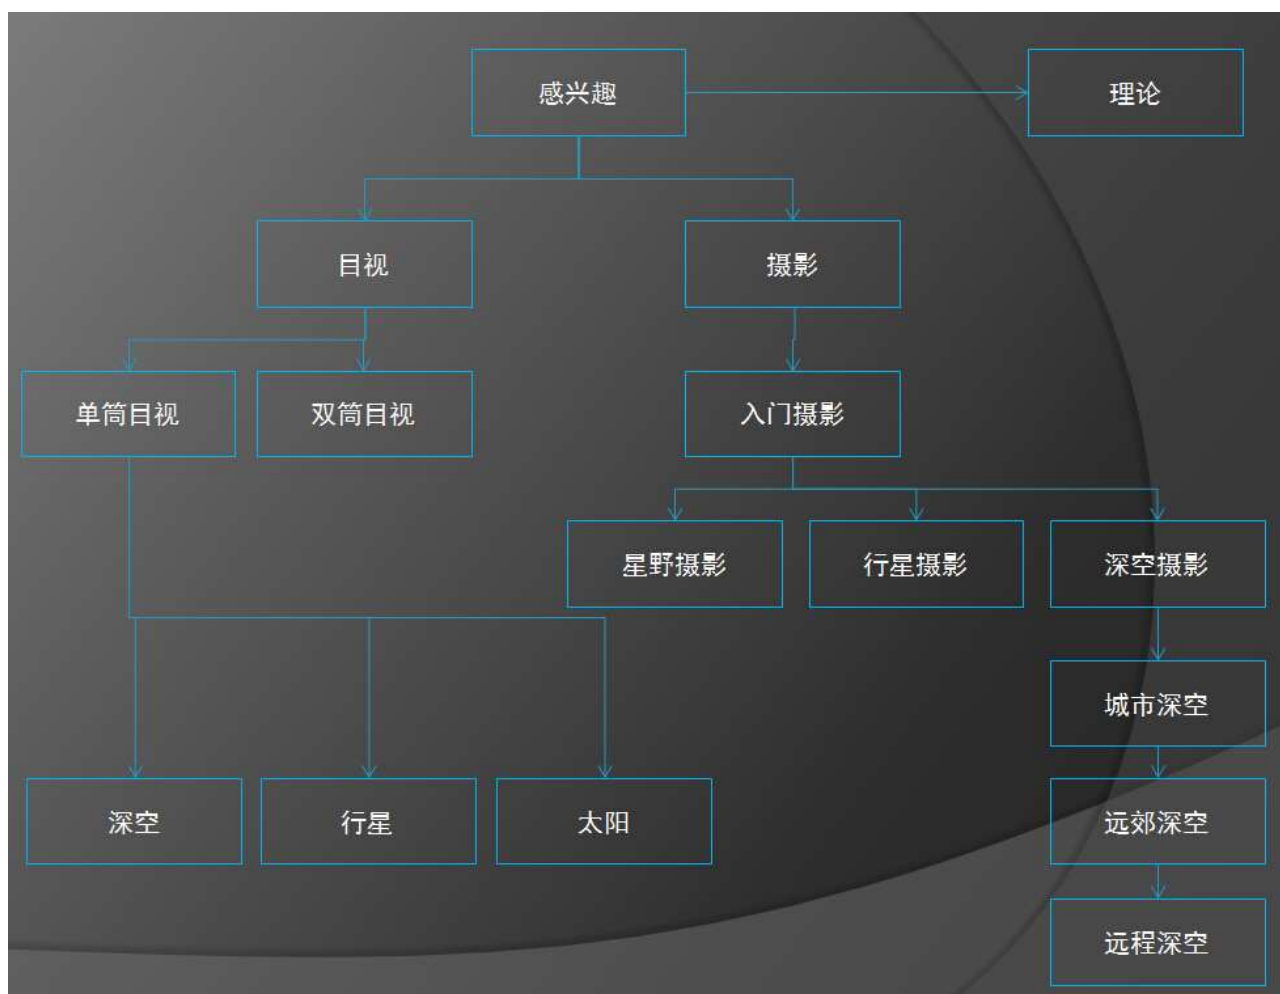 感兴趣
理论
目视
摄影
单筒目视
双筒目视
入门摄影
星野摄影
行星摄影
深空摄影
城市深空
深空
行星
太阳
远郊深空
远程深空